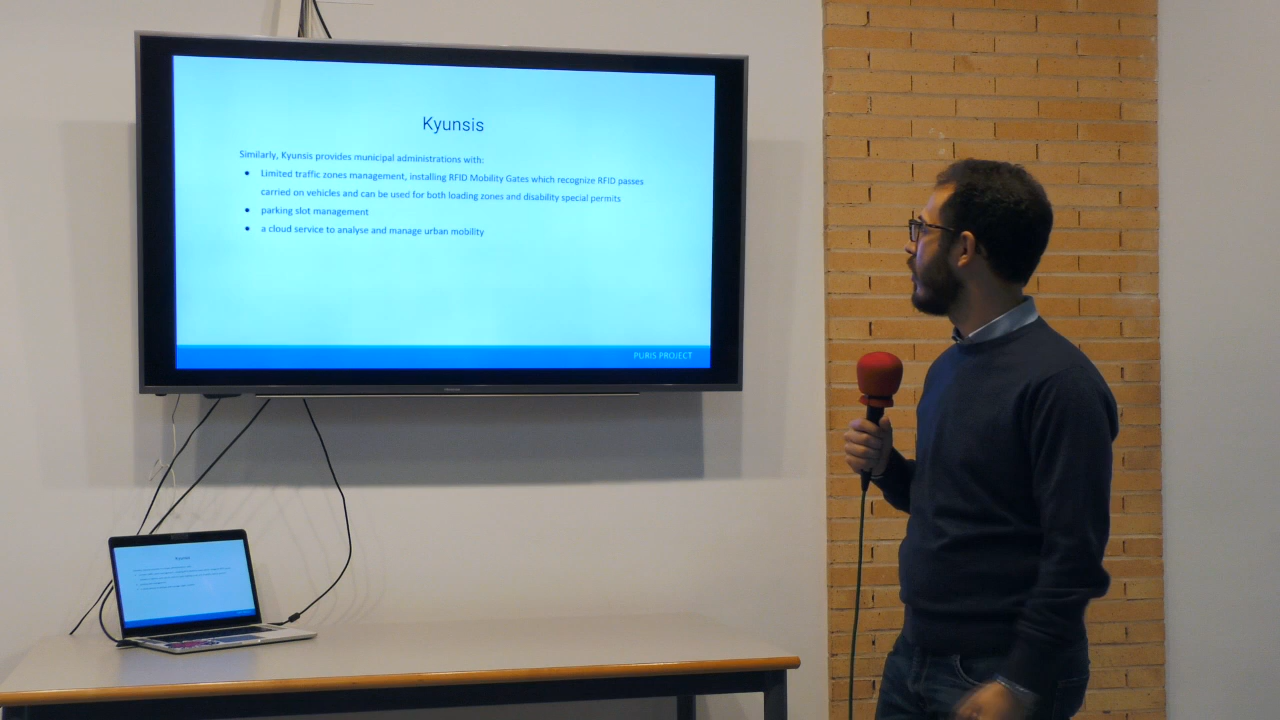 Kyunsis
Similarly, Kyunsis provides municipal administrations with:
• Limited traffic zones management, installing RFID Mobility Gates which recognize RFID passes
carried on vehicles and can be used for both loading zones and disability special permits
• parking slot management
• a cloud service to analyse and manage urban mobility
PURIS PROJECT
Kyunsis